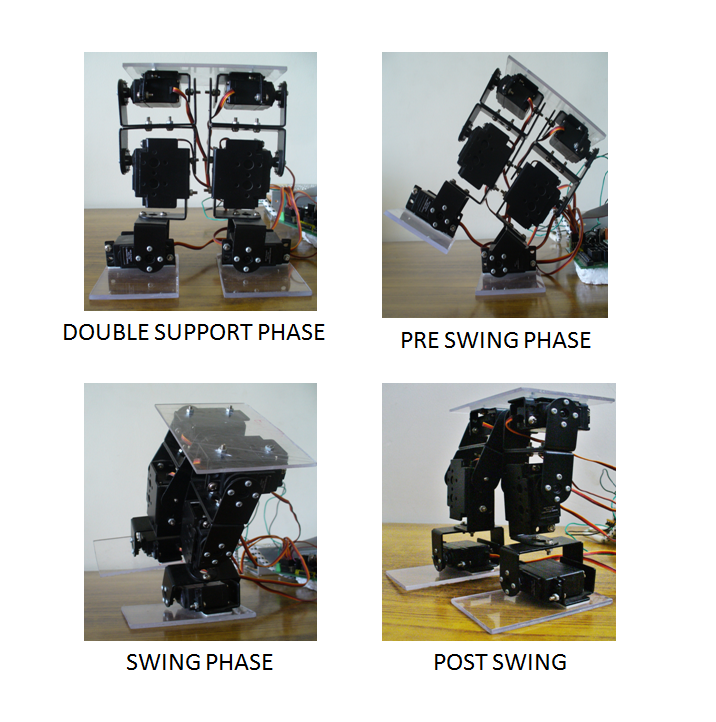 DOUBLE SUPPORT PHASE
PRE SWING PHASE
SWING PHASE
POST SWING